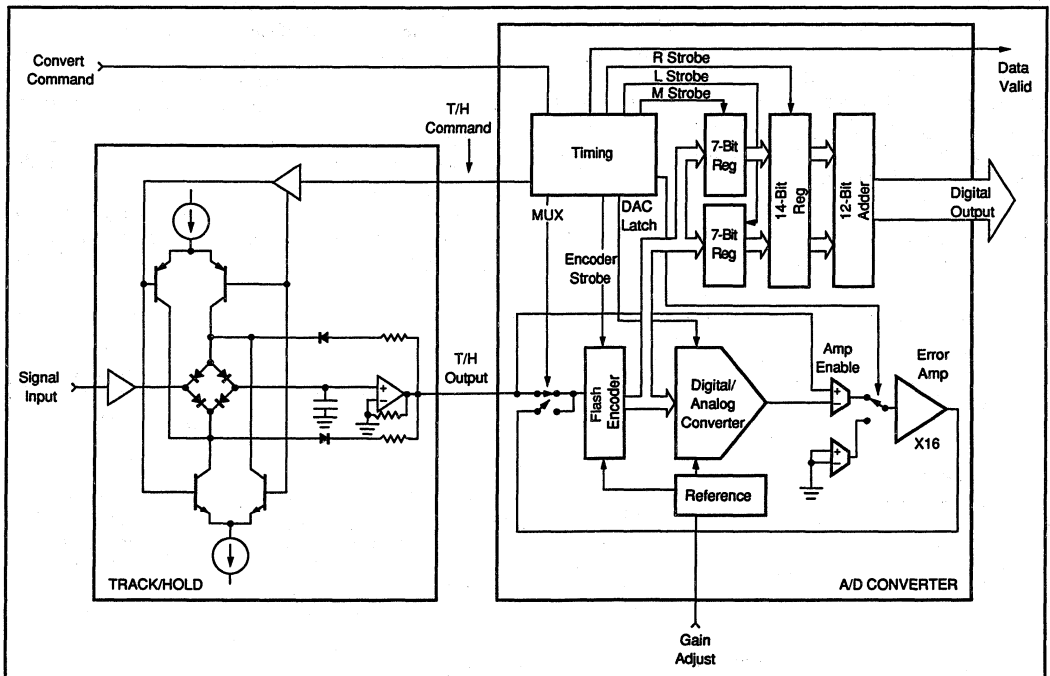 Convert
Command
R Strobe
L Strobe
M Strobe
Data
Valid
T/H
Command
Timing
7-Bit
Reg
7-Bit
Reg
14-Bit
Reg
12-Bit
Adder
Digital
Output
MUX
DAC
Latch
Encoder
Strobe
Signal
Input
+
−
T/H
Output
Flash
Encoder
Digital/
Analog
Converter
Amp
Enable
+
−
Error
Amp
X16
+
−
Reference
TRACK/HOLD
A/D CONVERTER
Gain
Adjust